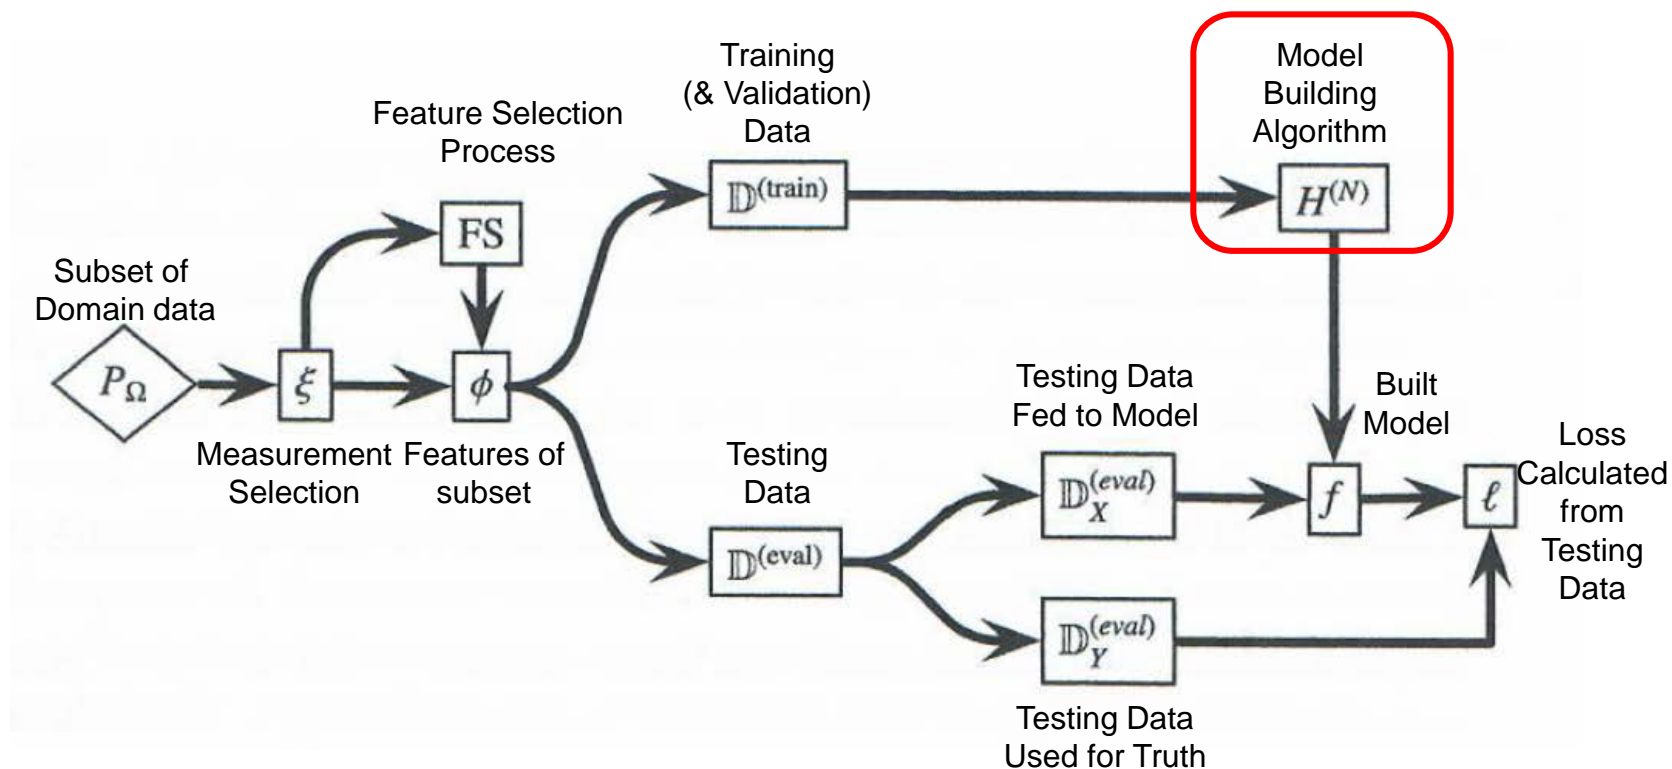 Training
(& Validation)
Data
Model
Building
Algorithm
Feature Selection
Process
𝔻(train)
H(N)
FS
Subset of
Domain data
PΩ
ξ
ϕ
Measurement
Selection
Features of
subset
Testing
Data
𝔻(eval)
Testing Data
Fed to Model
𝔻X(eval)
Built
Model
f
ℓ
Loss
Calculated
from
Testing
Data
𝔻Y(eval)
Testing Data
Used for Truth